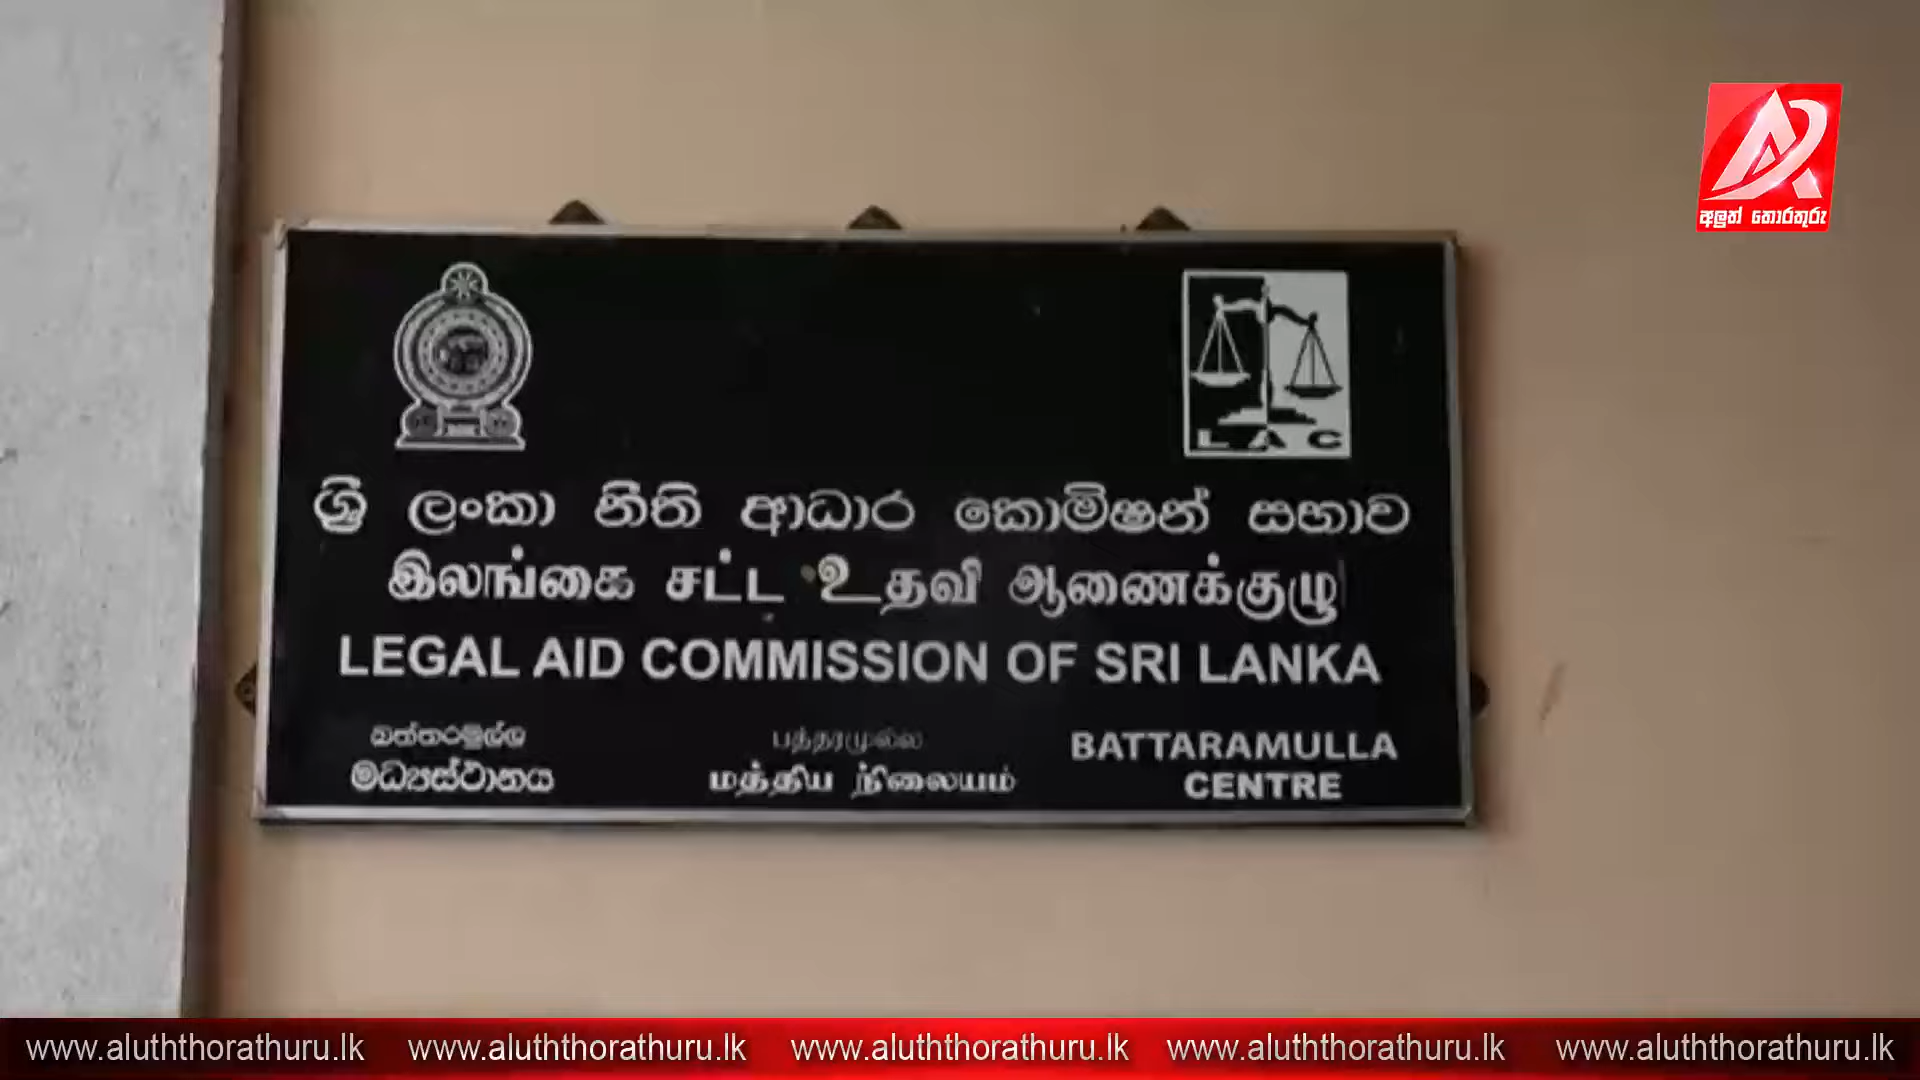 අලුත් තොරතුරු
LAC
ශ්‍රී ලංකා නීති ආධාර කොමිෂන් සභාව
இலங்கை சட்ட உதவி ஆணைக்குழு
LEGAL AID COMMISSION OF SRI LANKA
බත්තරමුල්ල
මධ්‍යස්ථානය
பத்தரமுல்ல
மத்திய நிலையம்
BATTARAMULLA
CENTRE
www.aluththorathuru.lk www.aluththorathuru.lk www.aluththorathuru.lk www.aluththorathuru.lk www.aluththorathuru.lk